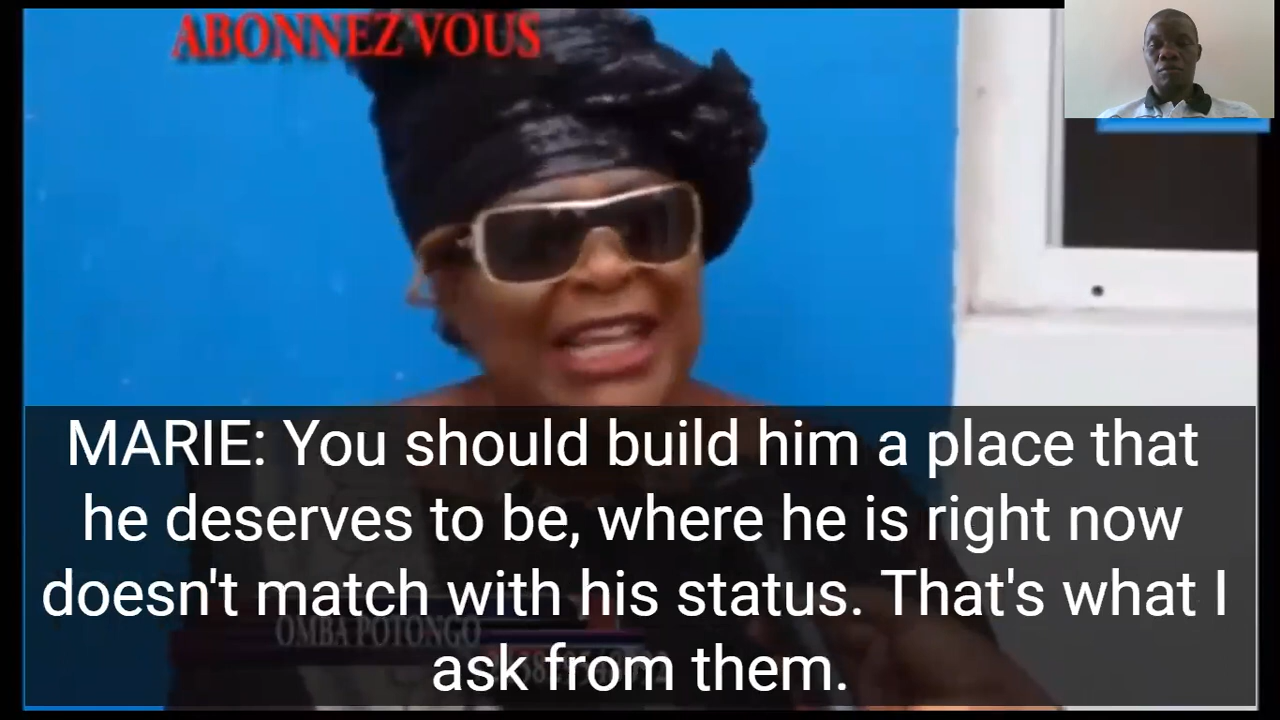 ABONNEZ VOUS
MARIE: You should build him a place that
he deserves to be, where he is right now
doesn't match with his status. That's what I
OMBA POTONGO
ask from them.